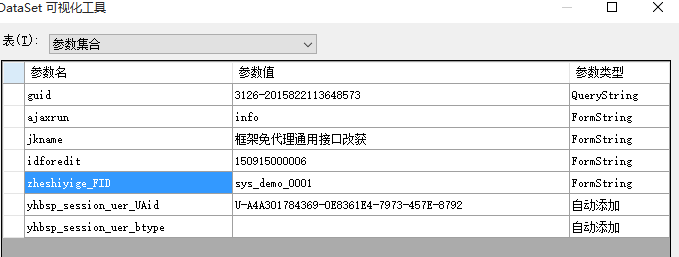 DataSet 可视化工具
表(T): 参数集合
参数名 参数值 参数类型
guid 3126-2015822113648573 QueryString
ajaxrun info FormString
jkname 框架免代理通用接口改获 FormString
idforedit 150915000006 FormString
zheshiyige_FID sys_demo_0001 FormString
yhbsp_session_uer_UAid U-A4A301784369-0E8361E4-7973-457E-8792 自动添加
yhbsp_session_uer_btype 自动添加